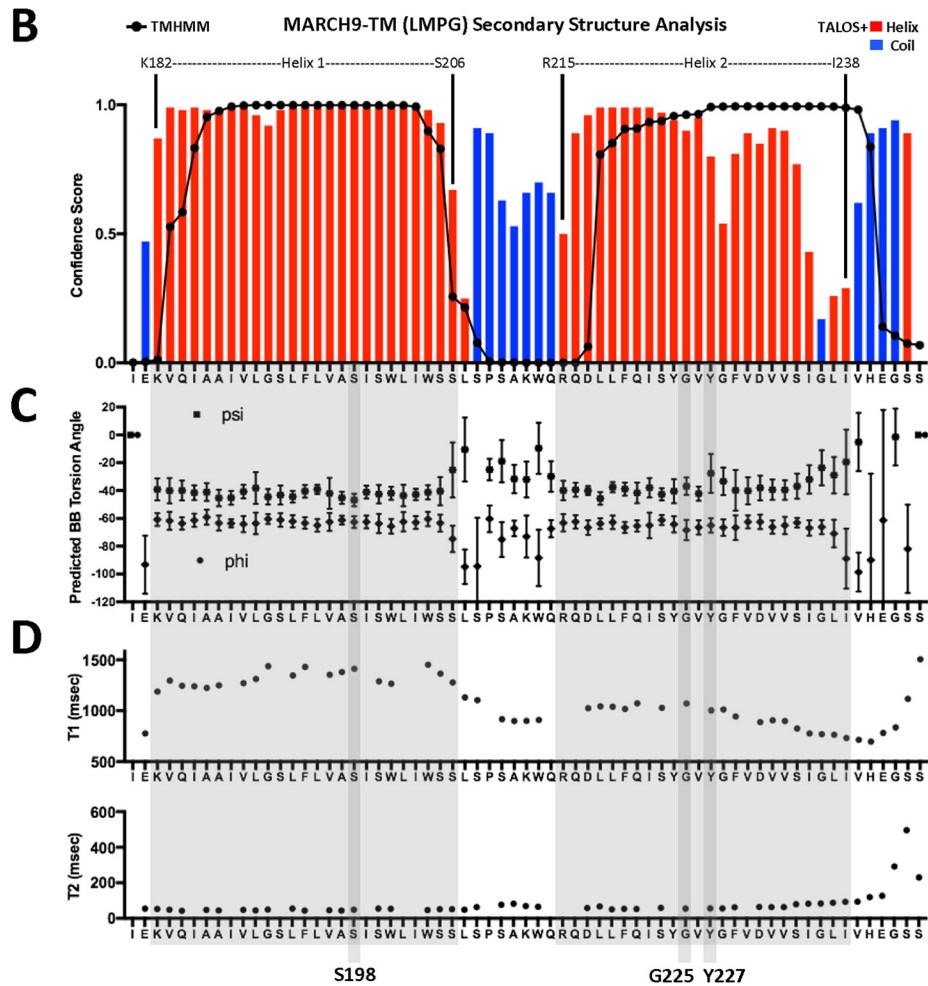 B
TMHMM
MARCH9-TM (LMPG) Secondary Structure Analysis
TALOS+ Helix
Coil
K182-----------------Helix 1--------------S206
R215-----------------Helix 2------------------I238
Confidence Score
1.0
0.5
0.0
I E K V Q I A A I V L G S L F L V A S I S W L I W S S L S P S A K W Q R Q D L L F Q I S Y G V Y G F V D V V S I G L I V H E G S S
C
Predicted BB Torsion Angle
20
0
-20
-40
-60
-80
-100
-120
psi
phi
I E K V Q I A A I V L G S L F L V A S I S W L I W S S L S P S A K W Q R Q D L L F Q I S Y G V Y G F V D V V S I G L I V H E G S S
D
T1 (msec)
1500
1000
500
I E K V Q I A A I V L G S L F L V A S I S W L I W S S L S P S A K W Q R Q D L L F Q I S Y G V Y G F V D V V S I G L I V H E G S S
T2 (msec)
600
400
200
0
I E K V Q I A A I V L G S L F L V A S I S W L I W S S L S P S A K W Q R Q D L L F Q I S Y G V Y G F V D V V S I G L I V H E G S S
S198
G225 Y227